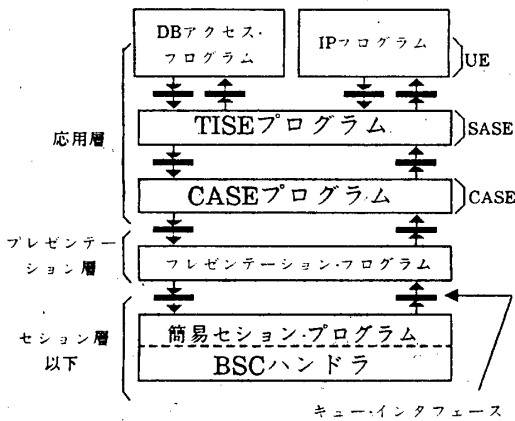 DBアクセス・
プログラム
IPプログラム
UE
TISEプログラム
SASE
応用層
CASEプログラム
CASE
プレゼンテー
ション層
プレゼンテーション・プログラム
セション層
以下
簡易セション・プログラム
BSCハンドラ
キュー・インタフェース